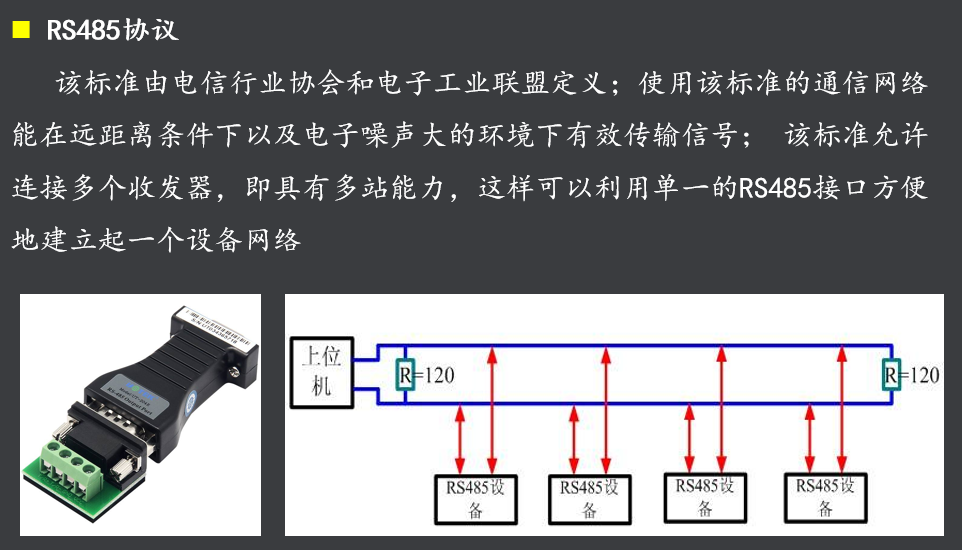 RS485协议
该标准由电信行业协会和电子工业联盟定义；使用该标准的通信网络
能在远距离条件下以及电子噪声大的环境下有效传输信号； 该标准允许
连接多个收发器，即具有多站能力，这样可以利用单一的RS485接口方便
地建立起一个设备网络
RS-485 Output Port
上位
机
R=120
R=120
RS485设
备
RS485设
备
RS485设
备
RS485设
备